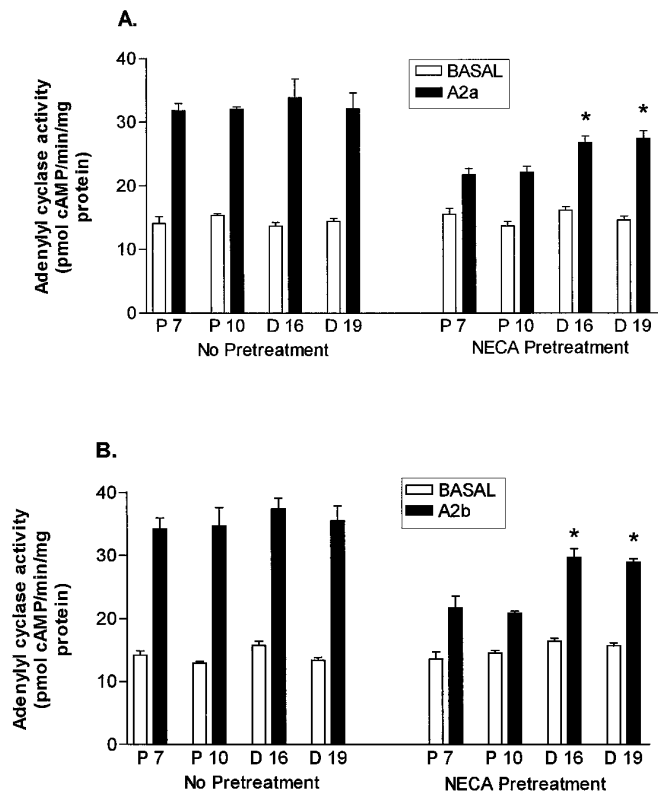 A.
Adenylyl cyclase activity
(pmol cAMP/min/mg
protein)
40
30
20
10
0
BASAL
A2a
* *
P 7 P 10 D 16 D 19 P 7 P 10 D 16 D 19
No Pretreatment NECA Pretreatment
B.
Adenylyl cyclase activity
(pmol cAMP/min/mg
protein)
40
30
20
10
0
BASAL
A2b
* *
P 7 P 10 D 16 D 19 P 7 P 10 D 16 D 19
No Pretreatment NECA Pretreatment